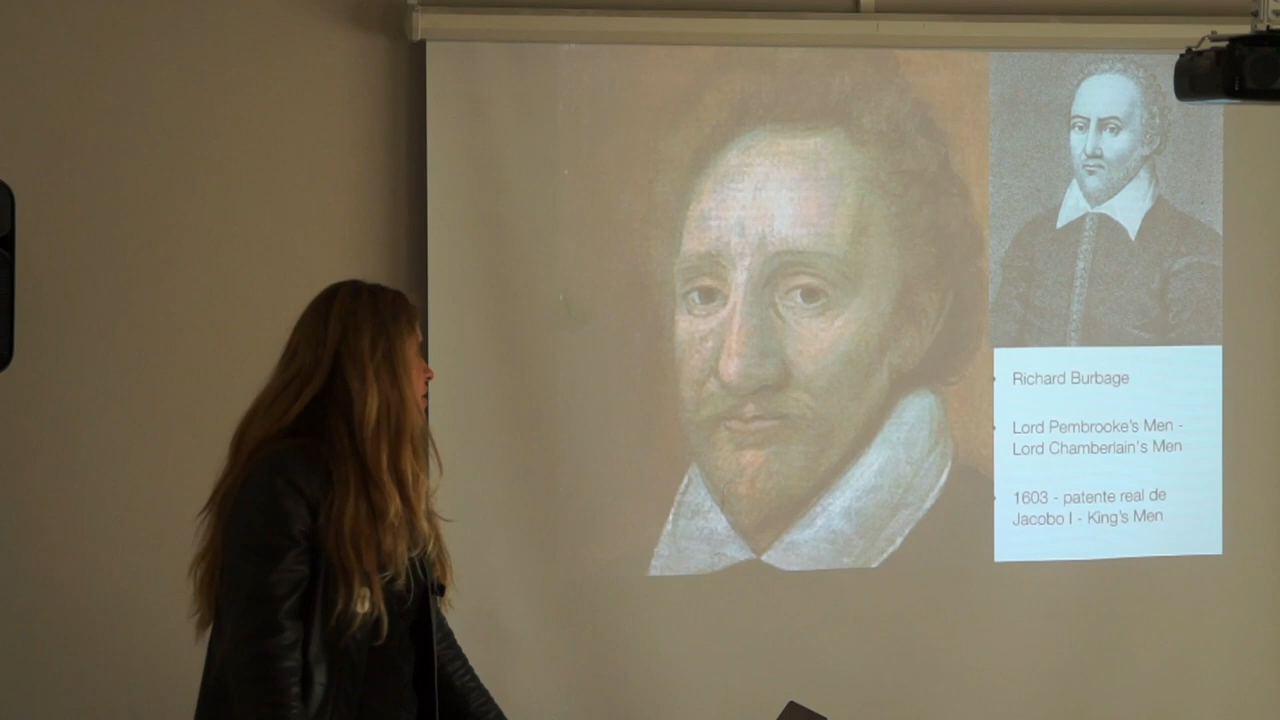 Richard Burbage
Lord Pembrooke's Men -
Lord Chamberlain's Men
1603 - patente real de
Jacobo I - King's Men